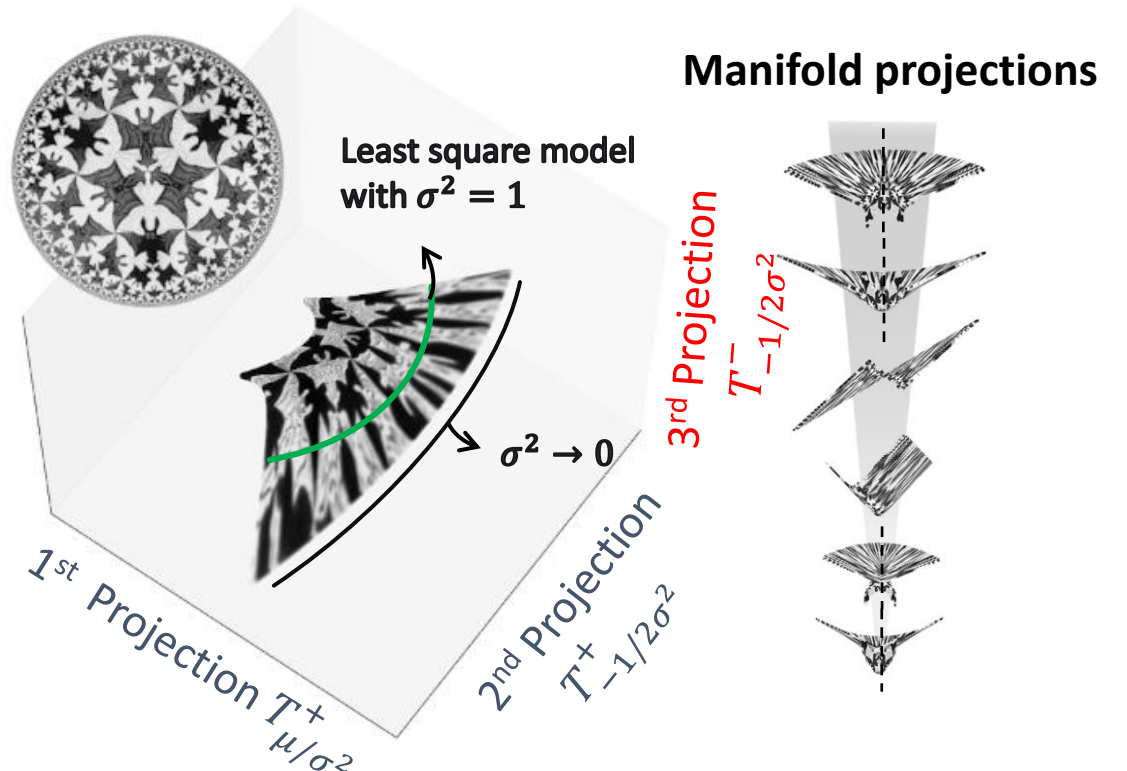 Manifold projections
Least square model
with σ² = 1
σ² → 0
1st Projection T⁺μ/σ²
2nd Projection
T⁺−1/2σ²
3rd Projection
T⁻−1/2σ²